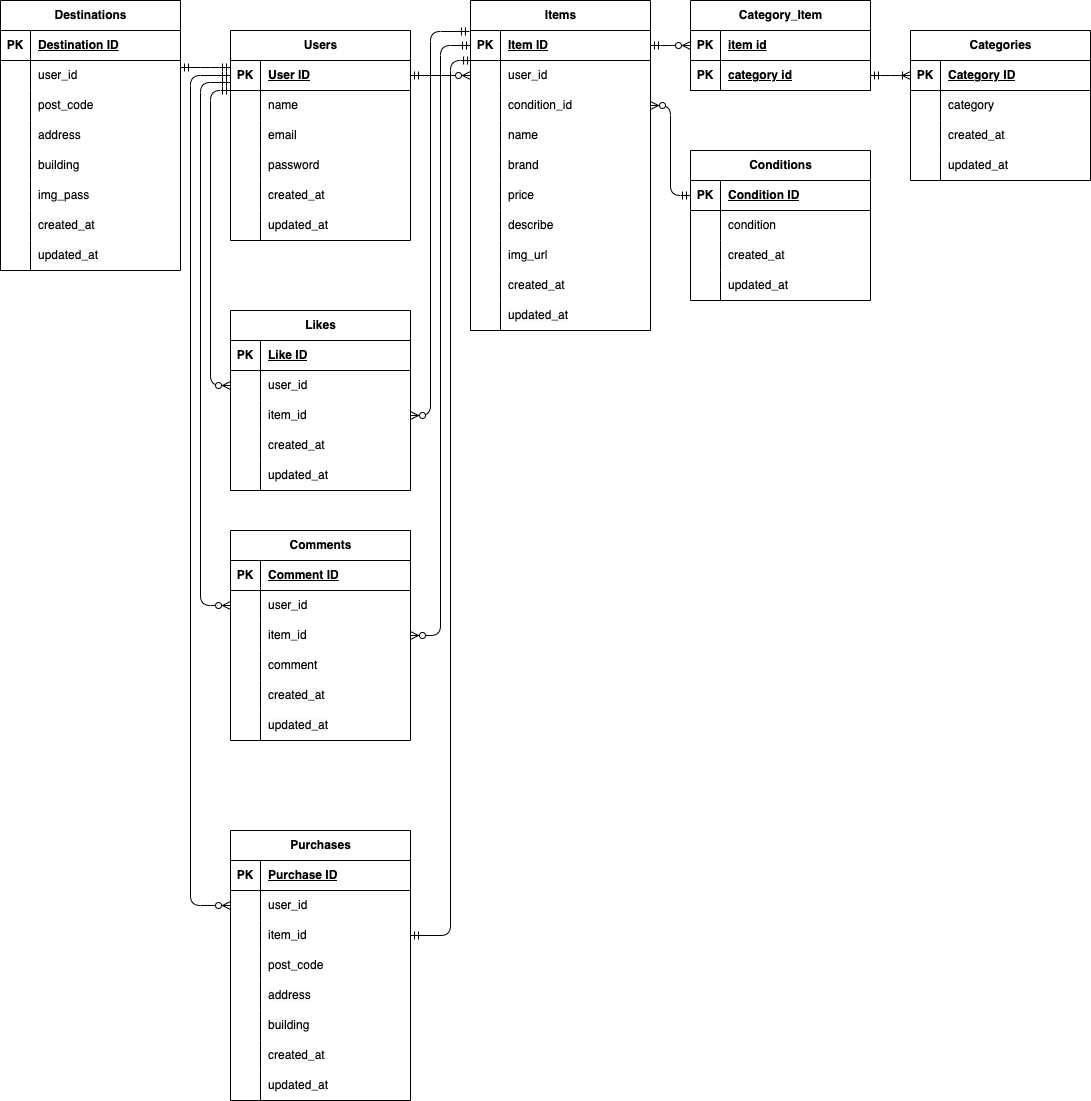 Destinations
PK Destination ID
user_id
post_code
address
building
img_pass
created_at
updated_at
Users
PK User ID
name
email
password
created_at
updated_at
Likes
PK Like ID
user_id
item_id
created_at
updated_at
Comments
PK Comment ID
user_id
item_id
comment
created_at
updated_at
Purchases
PK Purchase ID
user_id
item_id
post_code
address
building
created_at
updated_at
Items
PK Item ID
user_id
condition_id
name
brand
price
describe
img_url
created_at
updated_at
Category_Item
PK item id
PK category id
Conditions
PK Condition ID
condition
created_at
updated_at
Categories
PK Category ID
category
created_at
updated_at